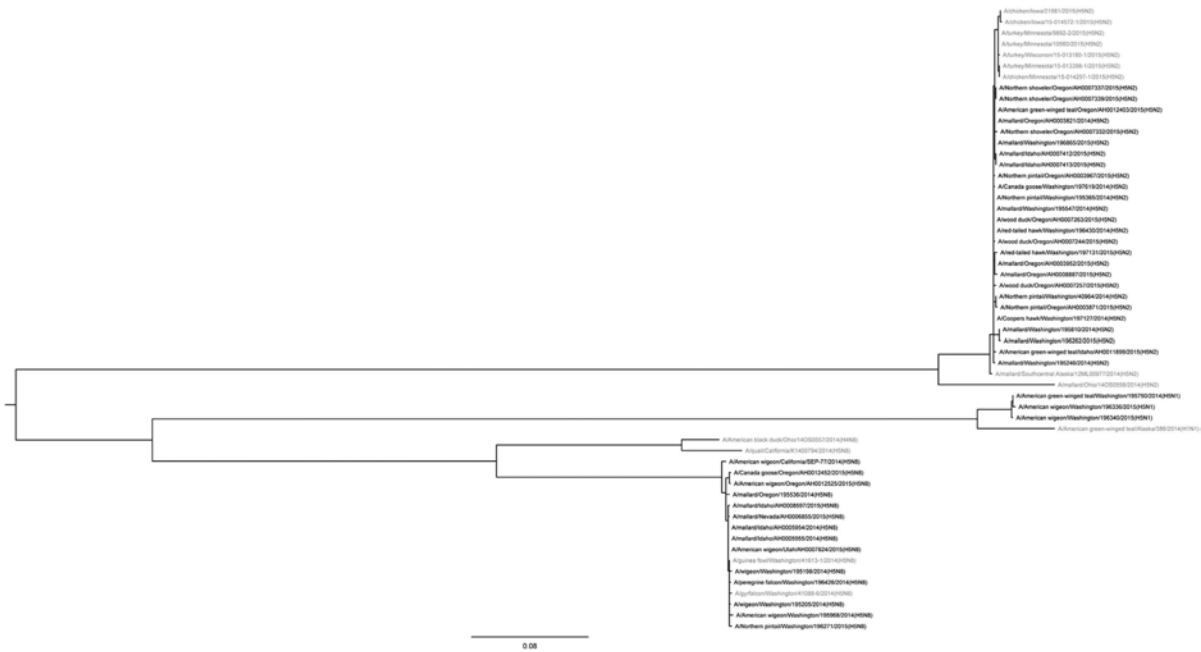 A/chicken/Iowa/21581/2015(H5N2)
A/chicken/Iowa/15-014572-1/2015(H5N2)
A/turkey/Minnesota/9892-2/2015(H5N2)
A/turkey/Minnesota/10980/2015(H5N2)
A/turkey/Wisconsin/15-013180-1/2015(H5N2)
A/turkey/Minnesota/15-013356-1/2015(H5N2)
A/chicken/Minnesota/15-014297-1/2015(H5N2)
A/Northern shoveler/Oregon/AH0007337/2015(H5N2)
A/Northern shoveler/Oregon/AH0007339/2015(H5N2)
A/American green-winged teal/Oregon/AH0012403/2015(H5N2)
A/mallard/Oregon/AH0003821/2014(H5N2)
A/Northern shoveler/Oregon/AH0007332/2015(H5N2)
A/mallard/Washington/196865/2015(H5N2)
A/mallard/Idaho/AH0007412/2015(H5N2)
A/mallard/Idaho/AH0007413/2015(H5N2)
A/Northern pintail/Oregon/AH0003967/2015(H5N2)
A/Canada goose/Washington/197619/2014(H5N2)
A/Northern pintail/Washington/195369/2014(H5N2)
A/mallard/Washington/195547/2014(H5N2)
A/wood duck/Oregon/AH0007263/2015(H5N2)
A/red-tailed hawk/Washington/196430/2014(H5N2)
A/wood duck/Oregon/AH0007244/2015(H5N2)
A/red-tailed hawk/Washington/197131/2015(H5N2)
A/mallard/Oregon/AH0003952/2015(H5N2)
A/mallard/Oregon/AH0008887/2015(H5N2)
A/wood duck/Oregon/AH0007257/2015(H5N2)
A/Northern pintail/Washington/40964/2014(H5N2)
A/Northern pintail/Oregon/AH0003871/2015(H5N2)
A/Coopers hawk/Washington/197127/2014(H5N2)
A/mallard/Washington/195810/2014(H5N2)
A/mallard/Washington/196262/2015(H5N2)
A/American green-winged teal/Idaho/AH0011899/2015(H5N2)
A/mallard/Washington/195246/2014(H5N2)
A/mallard/Southcentral Alaska/12ML00977/2014(H5N2)
A/mallard/Ohio/14OS0559/2014(H5N2)
A/American green-winged teal/Washington/195750/2014(H5N1)
A/American wigeon/Washington/196336/2015(H5N1)
A/American wigeon/Washington/196340/2015(H5N1)
A/American green-winged teal/Alaska/
A/American black duck/Ohio/14OS0557/2014(H4N8)
A/quail/California/K1400794/2014(H5N8)
A/American wigeon/California/SEP-77/2014(H5N8)
A/Canada goose/Oregon/AH0012452/2015(H5N8)
A/American wigeon/Oregon/AH0012525/2015(H5N8)
A/mallard/Oregon/195536/2014(H5N8)
A/mallard/Idaho/AH0008597/2015(H5N8)
A/mallard/Nevada/AH0006855/2015(H5N8)
A/mallard/Idaho/AH0005954/2014(H5N8)
A/mallard/Idaho/AH0005955/2014(H5N8)
A/American wigeon/Utah/AH0007824/2015(H5N8)
A/guinea fowl/Washington/41613-1/2014(H5N8)
A/wigeon/Washington/195198/2014(H5N8)
A/peregrine falcon/Washington/196426/2014(H5N8)
A/gyrfalcon/Washington/41088-6/2014(H5N8)
A/wigeon/Washington/195205/2014(H5N8)
A/American wigeon/Washington/195968/2014(H5N8)
A/Northern pintail/Washington/196271/2015(H5N8)
0.08